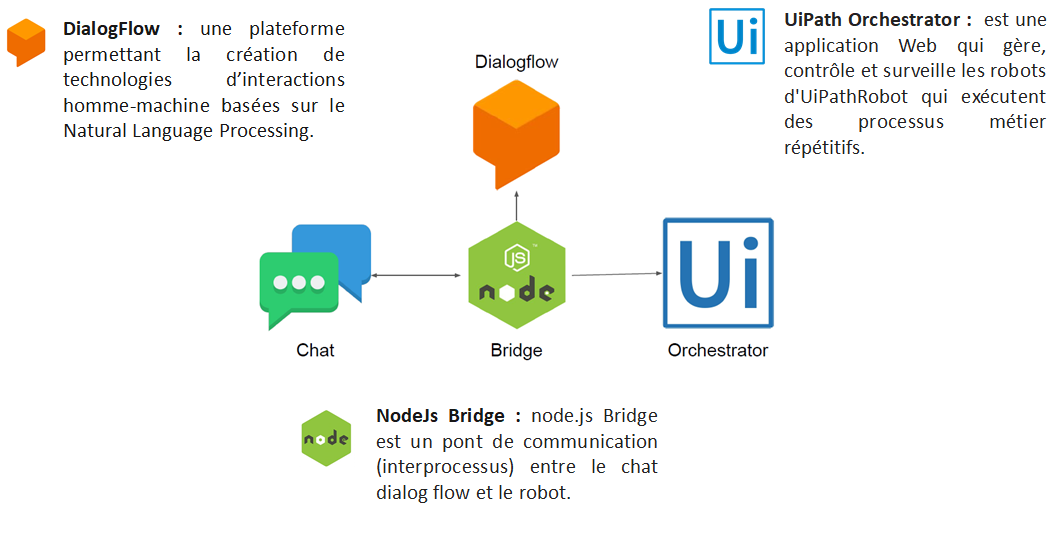 DialogFlow : une plateforme
permettant la création de
technologies d’interactions
homme-machine basées sur le
Natural Language Processing.
Ui
UiPath Orchestrator : est une
application Web qui gère,
contrôle et surveille les robots
d'UiPathRobot qui exécutent
des processus métier
répétitifs.
Dialogflow
JS
™
node
Ui
Chat
Bridge
Orchestrator
node
NodeJs Bridge : node.js Bridge
est un pont de communication
(interprocessus) entre le chat
dialog flow et le robot.